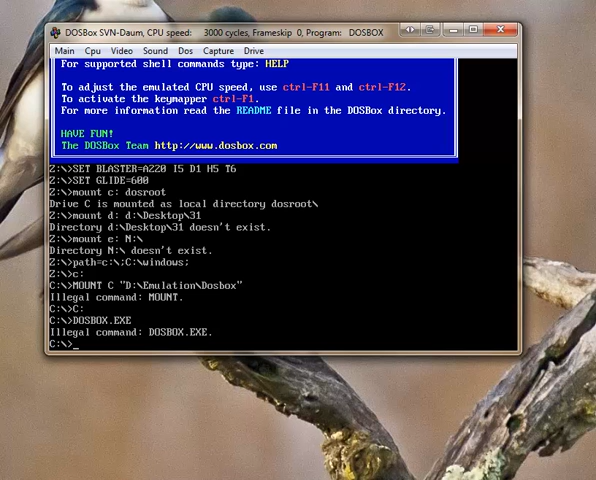 DOSBox SVN-Daum, CPU speed: 3000 cycles, Frameskip 0, Program: DOSBOX
Main Cpu Video Sound Dos Capture Drive
For supported shell commands type: HELP
To adjust the emulated CPU speed, use ctrl-F11 and ctrl-F12.
To activate the keymapper ctrl-F1.
For more information read the README file in the DOSBox directory.
HAVE FUN!
The DOSBox Team http://www.dosbox.com
Z:\>SET BLASTER=A220 I5 D1 H5 T6
Z:\>SET GLIDE=600
Z:\>mount c: dosroot
Drive C is mounted as local directory dosroot\
Z:\>mount d: d:\Desktop\31
Directory d:\Desktop\31 doesn't exist.
Z:\>mount e: N:\
Directory N:\ doesn't exist.
Z:\>path=c:\;C:\windows;
Z:\>c:
C:\>MOUNT C "D:\Emulation\Dosbox"
Illegal command: MOUNT.
C:\>C:
C:\>DOSBOX.EXE
Illegal command: DOSBOX.EXE.
C:\>_